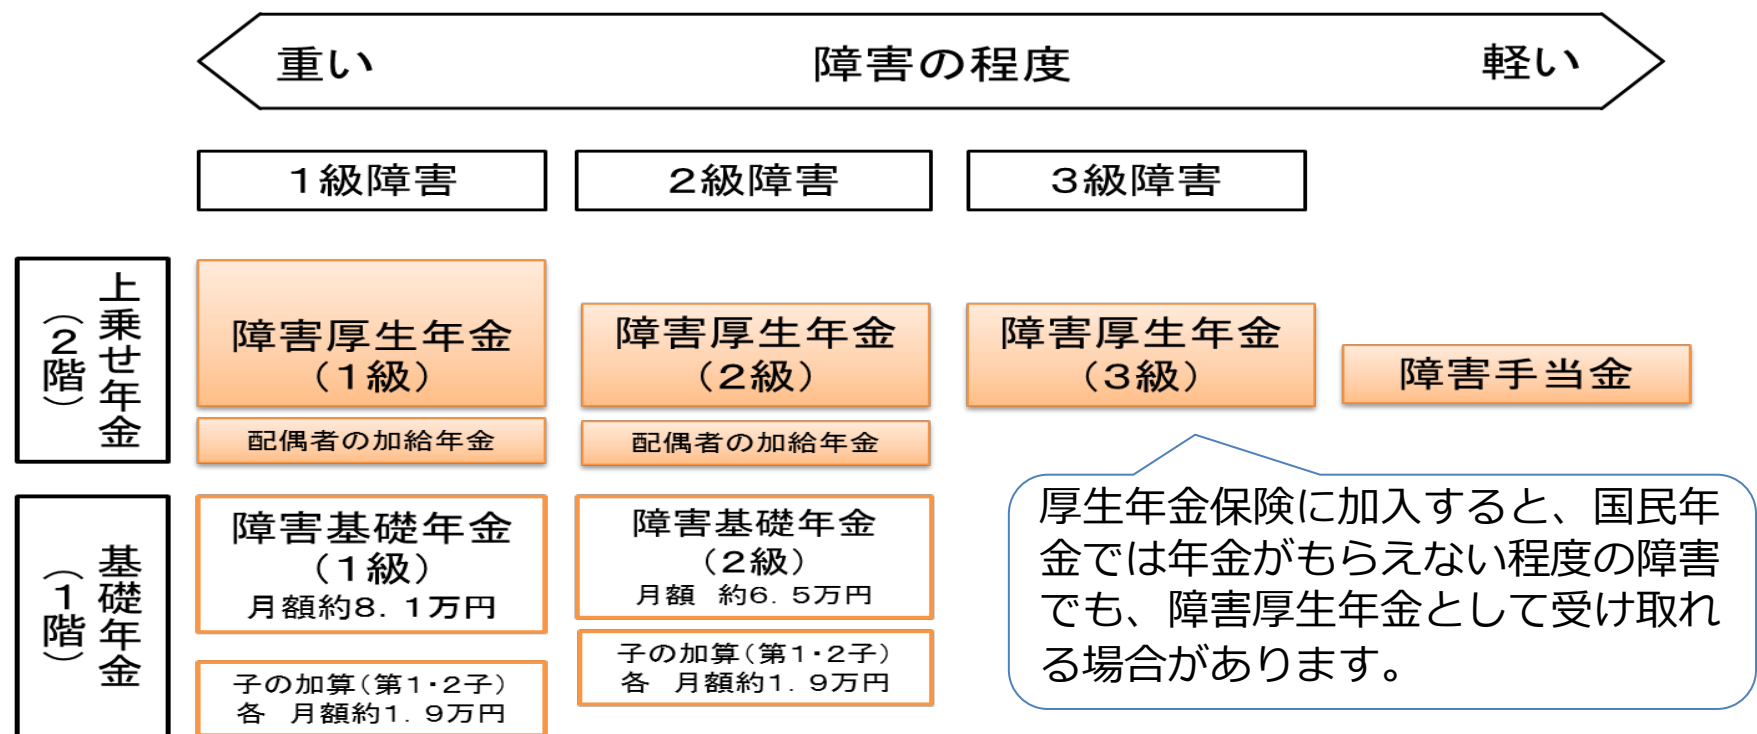 重い 障害の程度 軽い
1級障害 2級障害 3級障害
上乗せ年金
（2階）
障害厚生年金
（1級）
配偶者の加給年金
障害厚生年金
（2級）
配偶者の加給年金
障害厚生年金
（3級）
障害手当金
基礎年金
（1階）
障害基礎年金
（1級）
月額約8．1万円
子の加算（第1・2子）
各　月額約1．9万円
障害基礎年金
（2級）
月額　約6．5万円
子の加算（第1・2子）
各　月額約1．9万円
厚生年金保険に加入すると、国民年
金では年金がもらえない程度の障害
でも、障害厚生年金として受け取れ
る場合があります。